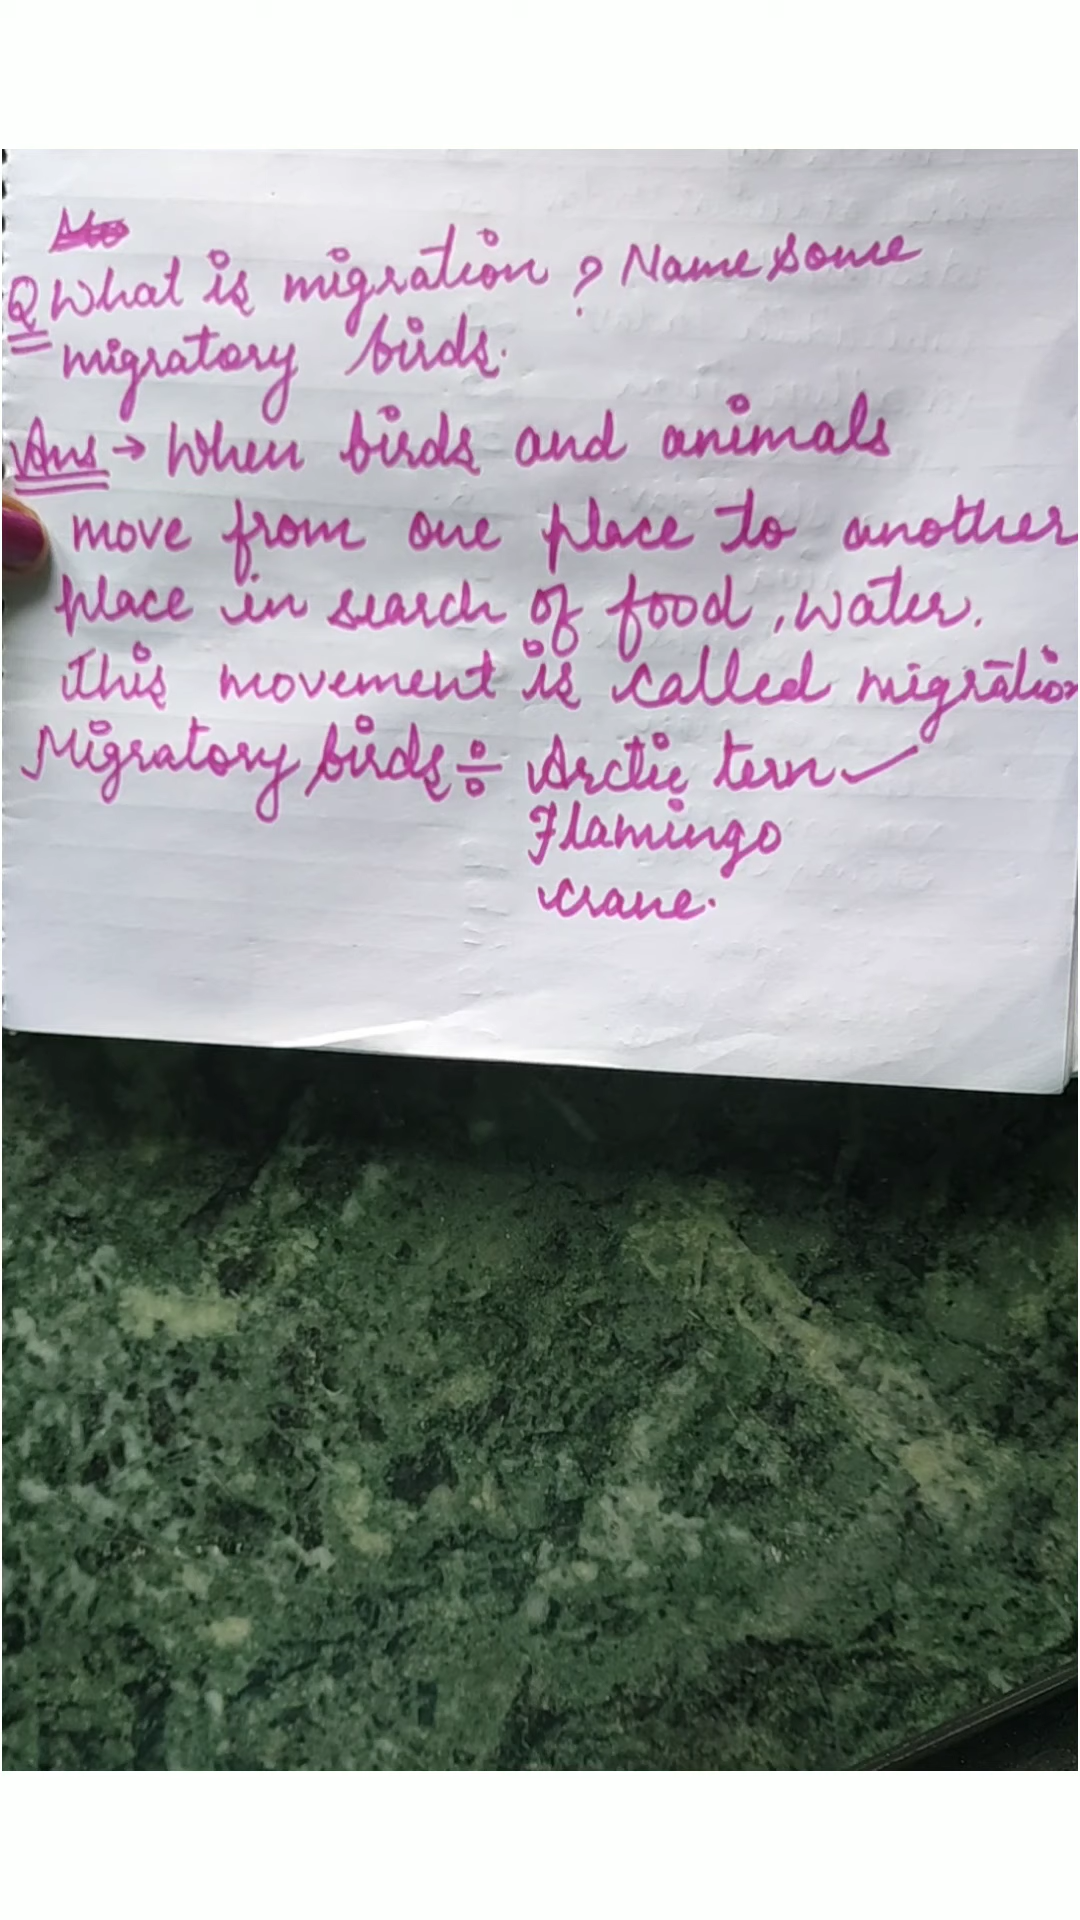 Q What is migration ? Name some
migratory birds.
Ans → When birds and animals
move from one place to another
place in search of food, water.
This movement is called migration
Migratory birds ÷ Arctic tern
Flamingo
crane.